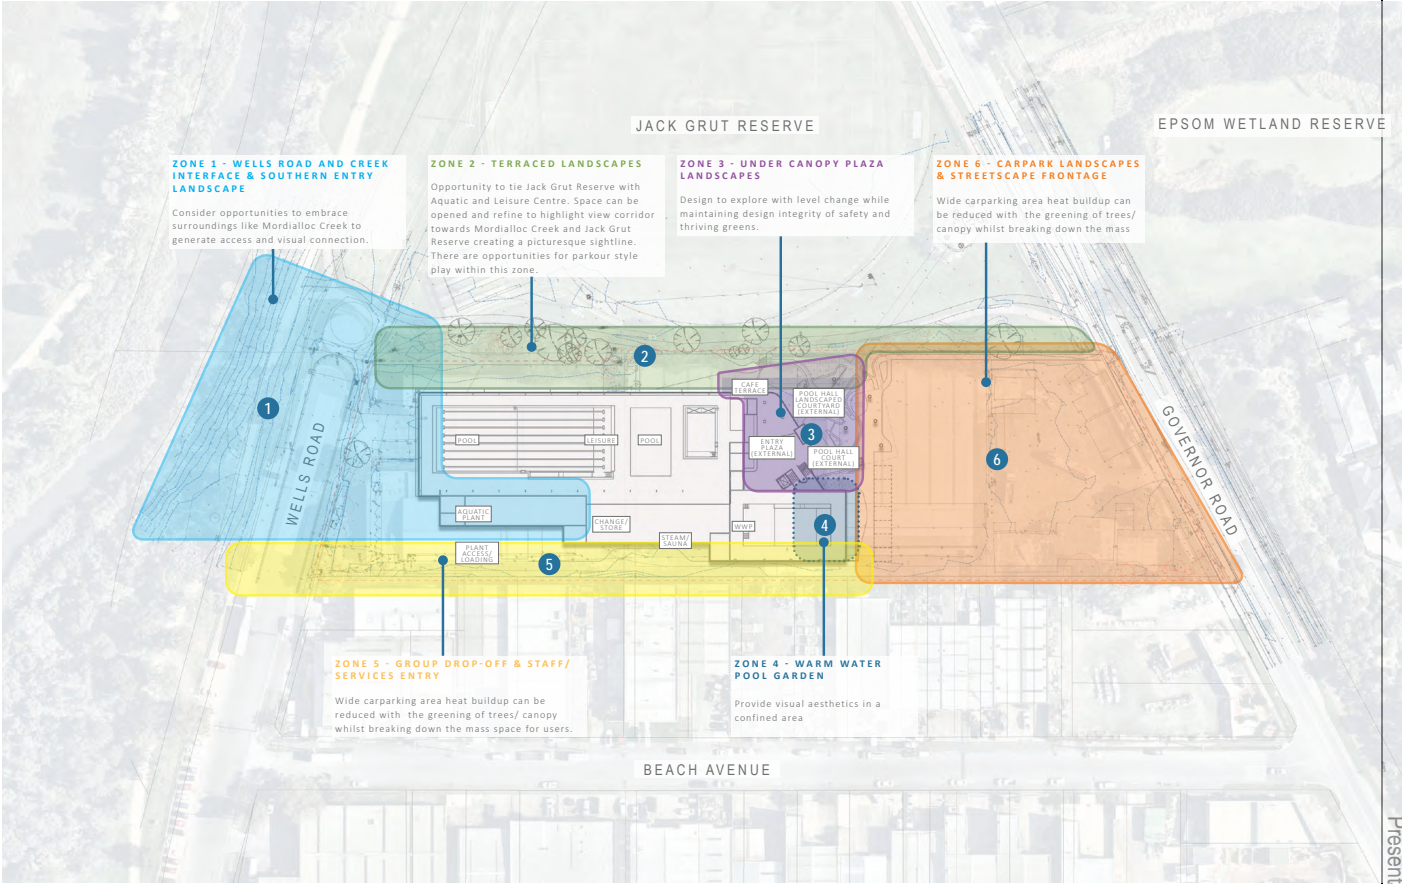 JACK GRUT RESERVE
EPSOM WETLAND RESERVE
ZONE 1 - WELLS ROAD AND CREEK
INTERFACE & SOUTHERN ENTRY
LANDSCAPE
Consider opportunities to embrace
surroundings like Mordialloc Creek to
generate access and visual connection.
ZONE 2 - TERRACED LANDSCAPES
Opportunity to tie Jack Grut Reserve with
Aquatic and Leisure Centre. Space can be
opened and refine to highlight view corridor
towards Mordialloc Creek and Jack Grut
Reserve creating a picturesque sightline.
There are opportunities for parkour style
play within this zone.
ZONE 3 - UNDER CANOPY PLAZA
LANDSCAPES
Design to explore with level change while
maintaining design integrity of safety and
thriving greens.
ZONE 6 - CARPARK LANDSCAPES
& STREETSCAPE FRONTAGE
Wide carparking area heat buildup can
be reduced with the greening of trees/
canopy whilst breaking down the mass
2
1
WELLS ROAD
CAFE
TERRACE
POOL HALL
LANDSCAPED
COURTYARD
(EXTERNAL)
POOL
LEISURE
POOL
ENTRY
PLAZA
(EXTERNAL)
3
POOL HALL
COURT
(EXTERNAL)
6
GOVERNOR ROAD
AQUATIC
PLANT
CHANGE/
STORE
STEAM/
SAUNA
WWP
4
PLANT
ACCESS/
LOADING
5
ZONE 5 - GROUP DROP-OFF & STAFF/
SERVICES ENTRY
Wide carparking area heat buildup can be
reduced with the greening of trees/ canopy
whilst breaking down the mass space for users.
ZONE 4 - WARM WATER
POOL GARDEN
Provide visual aesthetics in a
confined area
BEACH AVENUE
Present